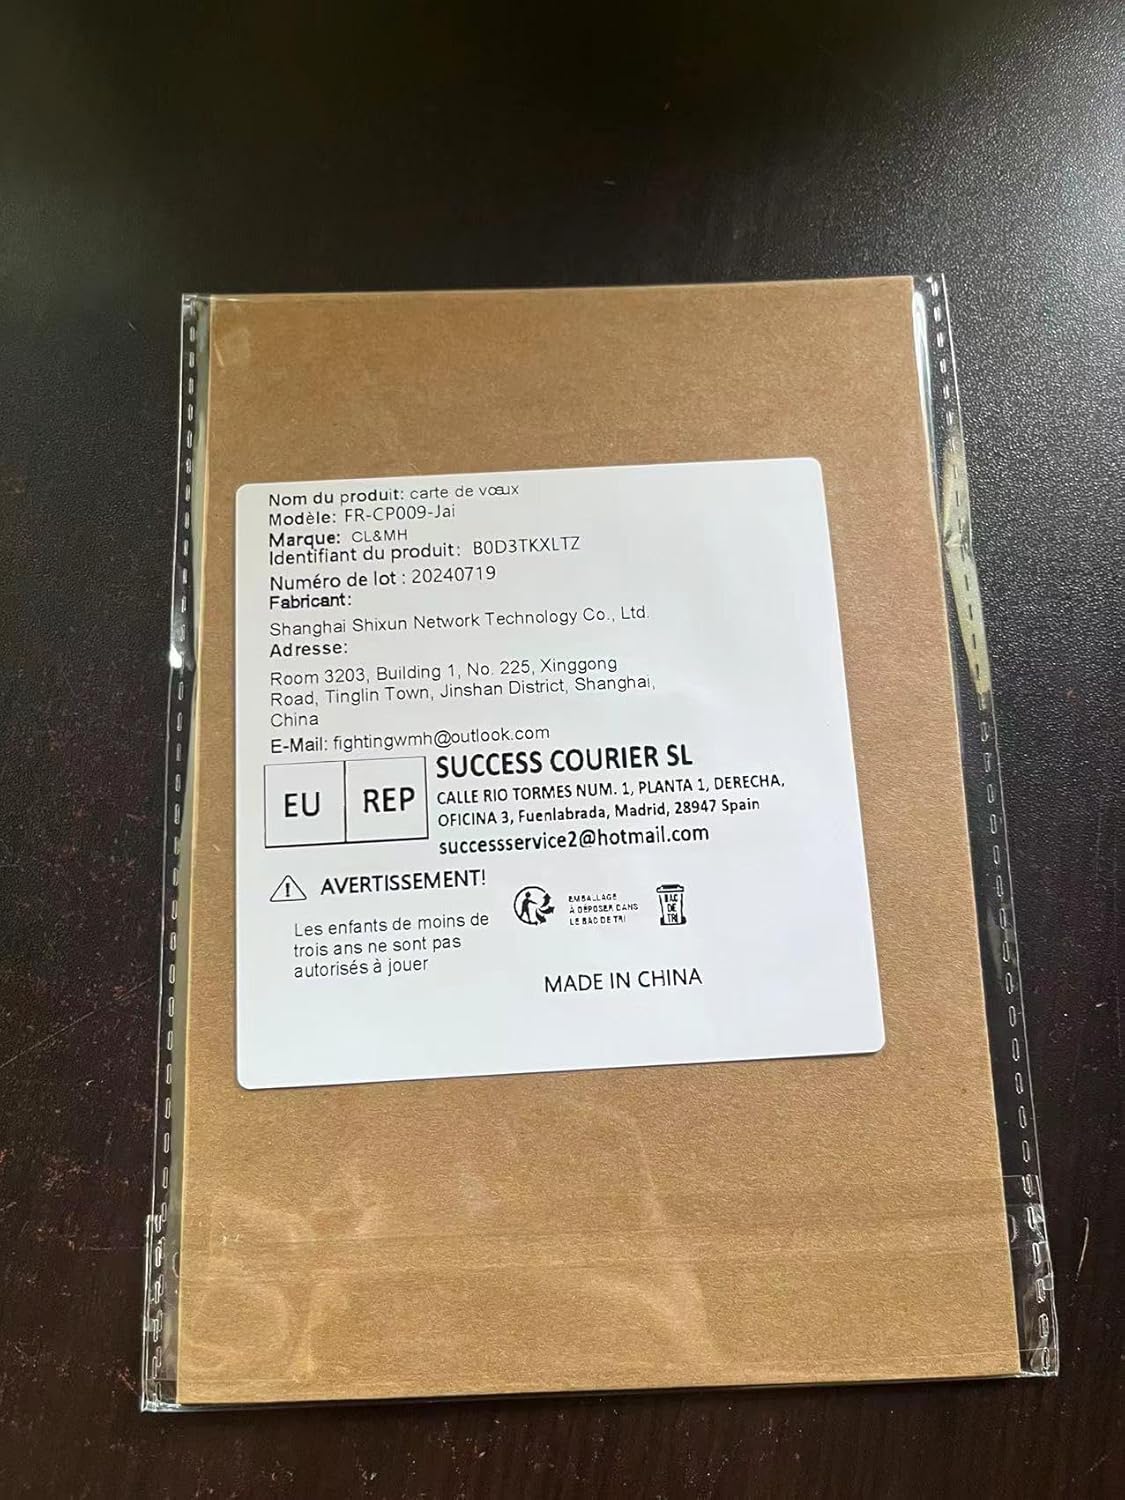 Nom du produit: carte de vœux
Modèle: FR-CP009-Jai
Marque: CL&MH
Identifiant du produit: B0D3TKXLTZ
Numéro de lot : 20240719
Fabricant:
Shanghai Shixun Network Technology Co., Ltd.
Adresse:
Room 3203, Building 1, No. 225, Xinggong
Road, Tinglin Town, Jinshan District, Shanghai,
China
E-Mail: fightingwmh@outlook.com
EU REP
SUCCESS COURIER SL
CALLE RIO TORMES NUM. 1, PLANTA 1, DERECHA,
OFICINA 3, Fuenlabrada, Madrid, 28947 Spain
successservice2@hotmail.com
AVERTISSEMENT!
Les enfants de moins de
trois ans ne sont pas
autorisés à jouer
EMBALLAGE
À DÉPOSER DANS
LE BAC DE TRI
BAC
DE
TRI
MADE IN CHINA